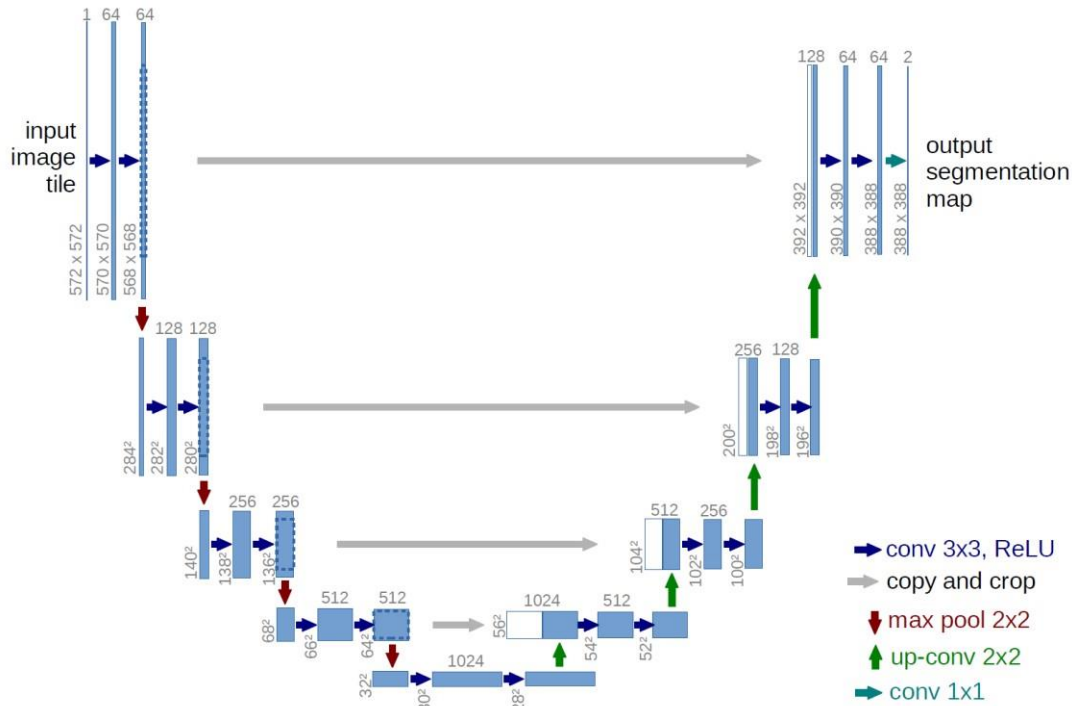 1 64 64
input
image
tile
572 x 572
570 x 570
568 x 568
128 64 64 2
output
segmentation
map
392 x 392
390 x 390
388 x 388
388 x 388
128 128
284²
282²
280²
256 128
200²
198²
196²
256 256
140²
138²
136²
512 256
104²
102²
100²
512 512
68²
66²
64²
1024 512
56²
54²
52²
1024
32²
conv 3x3, ReLU
copy and crop
max pool 2x2
up-conv 2x2
conv 1x1